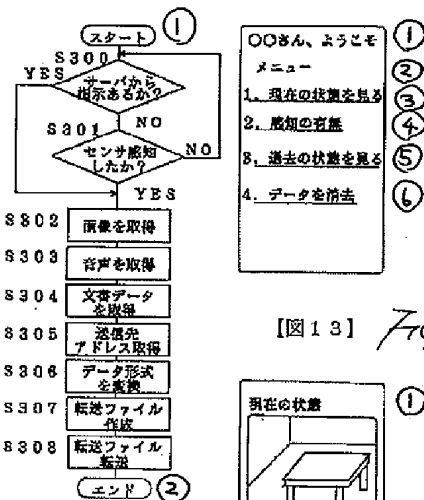 スタート ①
S300
YES
サーバから
指示あるか?
NO
S301
センサ感知
したか?
NO
YES
S302 画像を取得
S303 音声を取得
S304 文書データ
を取得
S305 送信先
アドレス取得
S306 データ形式
を変換
S307 転送ファイル
作成
S308 転送ファイル
転送
エンド ②
〇〇さん、ようこそ ①
メニュー ②
1. 現在の状態を見る ③
2. 感知の有無 ④
3. 過去の状態を見る ⑤
4. データを消去 ⑥
【図13】
現在の状態 ①